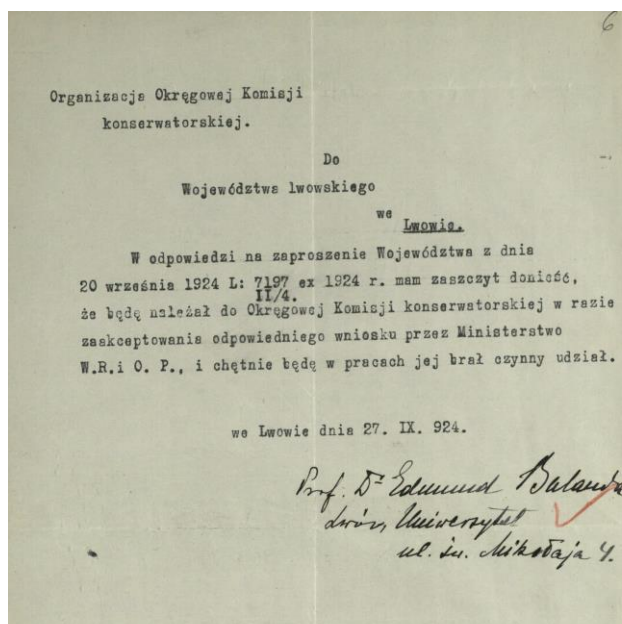 6
Organizacja Okręgowej Komisji
konserwatorskiej.
Do
Województwa lwowskiego
we
Lwowie.
W odpowiedzi na zaproszenie Województwa z dnia
20 września 1924 L: 7197 ex 1924 r. mam zaszczyt donieść,
II/4.
że będę należał do Okręgowej Komisji konserwatorskiej w razie
zaakceptowania odpowiedniego wniosku przez Ministerstwo
W.R.i O. P., i chętnie będę w pracach jej brał czynny udział.
we Lwowie dnia 27. IX. 924.
Prof. Dr Edmund
Lwów, Uniwersytet
ul. św. Mikołaja 4.